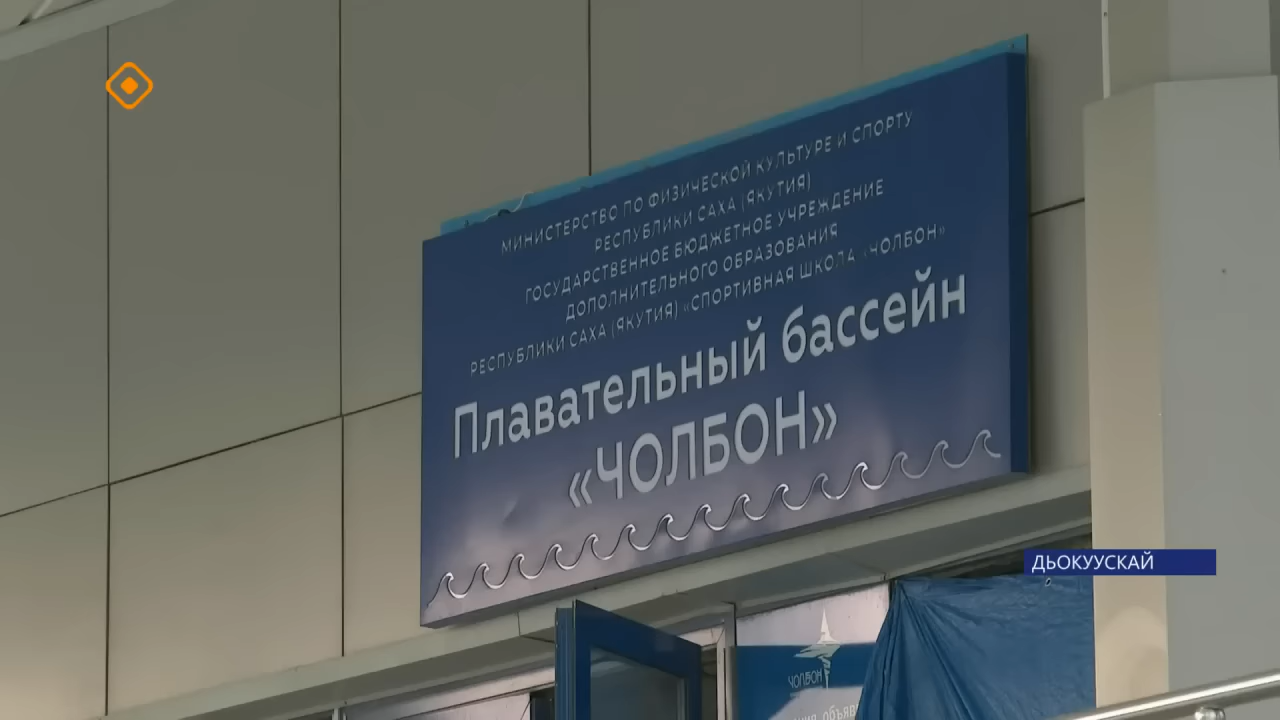 МИНИСТЕРСТВО ПО ФИЗИЧЕСКОЙ КУЛЬТУРЕ И СПОРТУ
РЕСПУБЛИКИ САХА (ЯКУТИЯ)
ГОСУДАРСТВЕННОЕ БЮДЖЕТНОЕ УЧРЕЖДЕНИЕ
ДОПОЛНИТЕЛЬНОГО ОБРАЗОВАНИЯ
РЕСПУБЛИКИ САХА (ЯКУТИЯ) «СПОРТИВНАЯ ШКОЛА «ЧОЛБОН»
Плавательный бассейн
«ЧОЛБОН»
ДЬОКУУСКАЙ
ЧОЛБОН